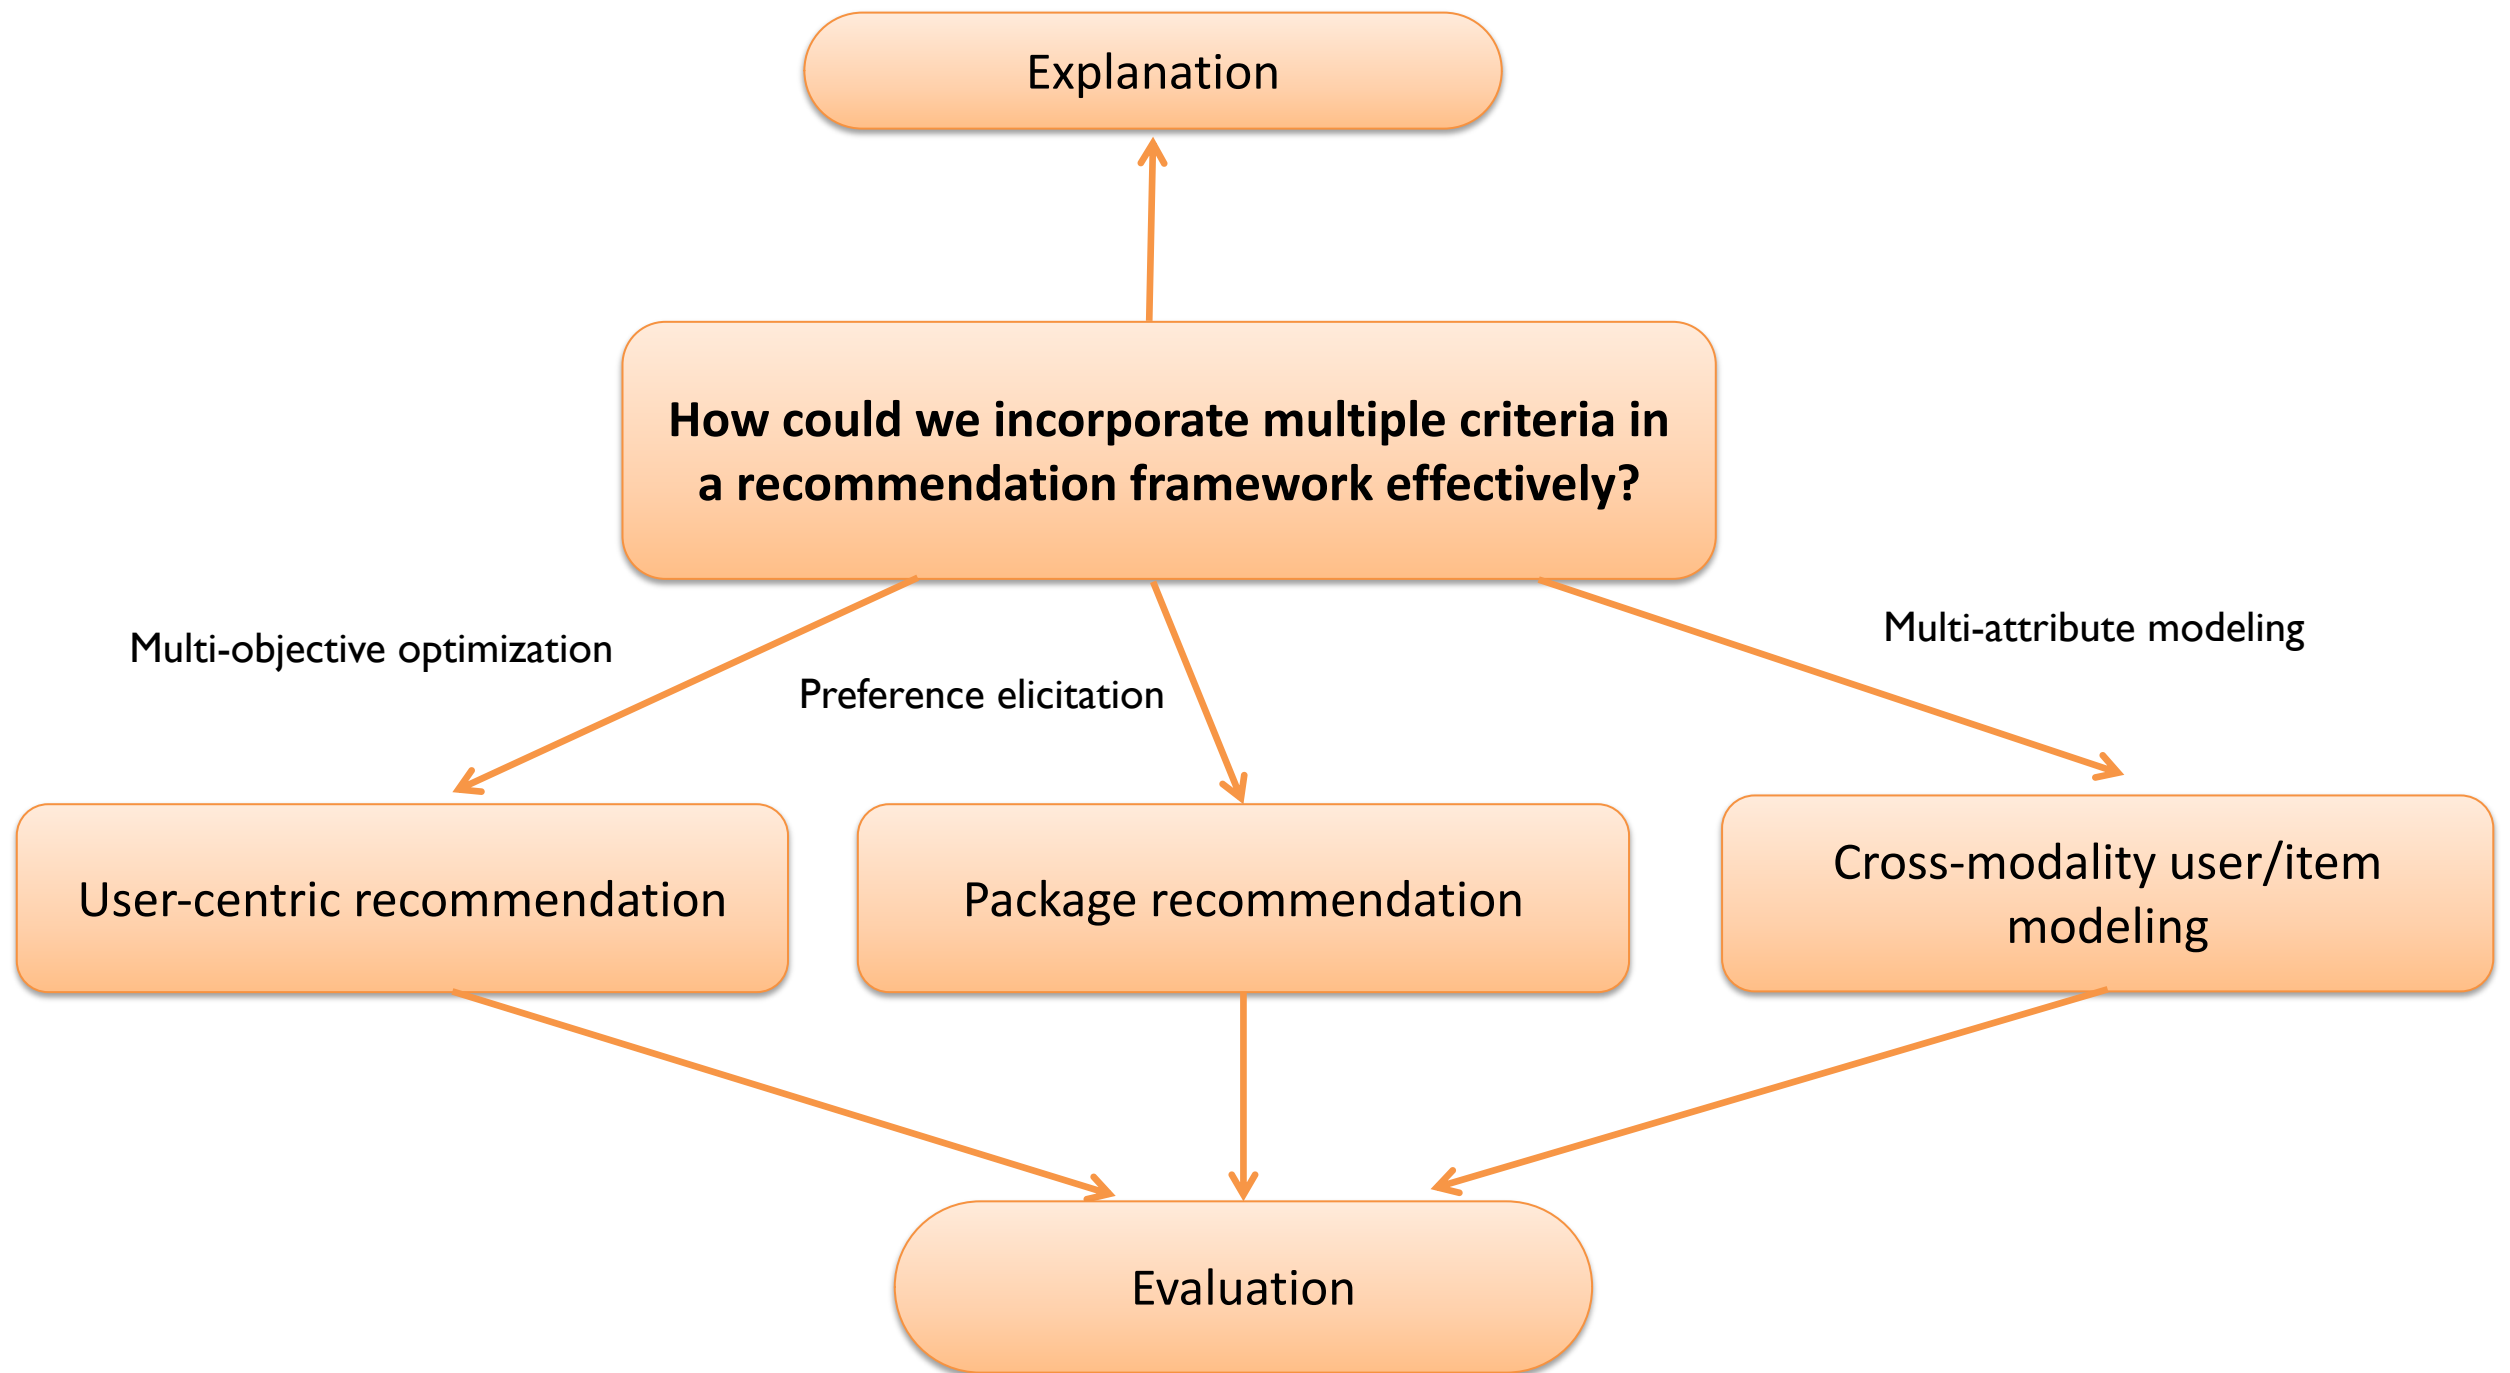 Explanation
How could we incorporate multiple criteria in
a recommendation framework effectively?
Multi-objective optimization
Preference elicitation
Multi-attribute modeling
User-centric recommendation
Package recommendation
Cross-modality user/item
modeling
Evaluation